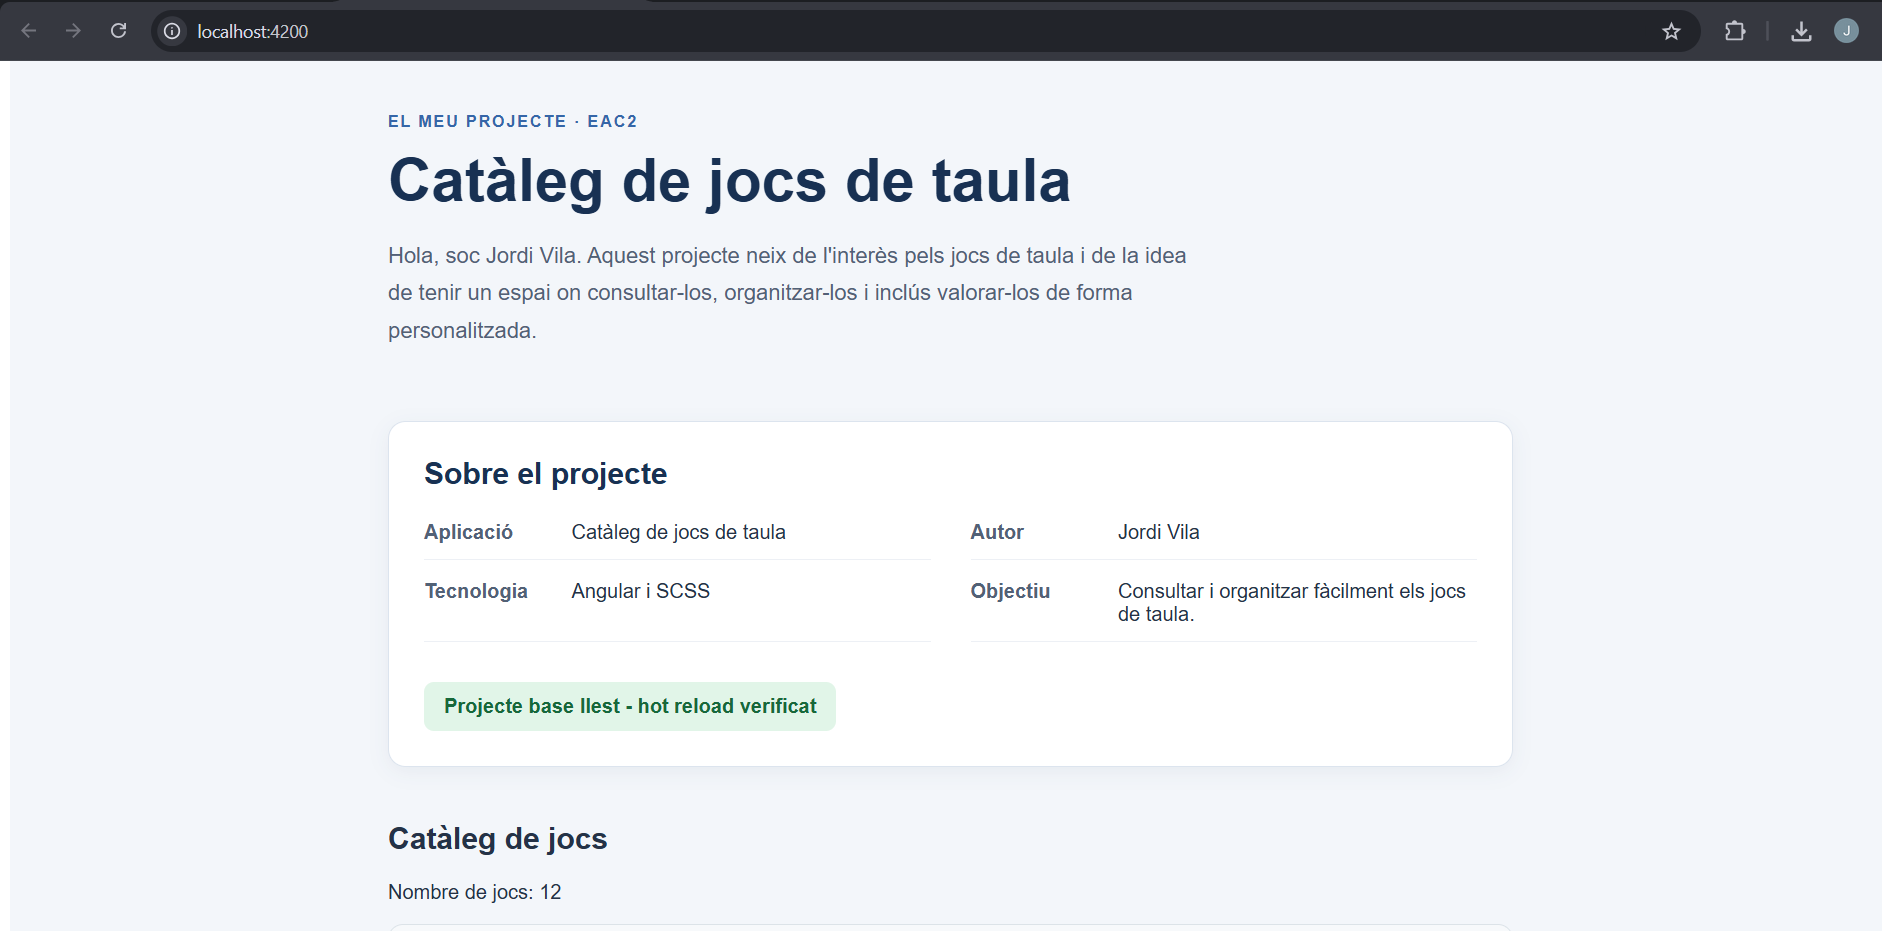 localhost:4200
J
EL MEU PROJECTE · EAC2
Catàleg de jocs de taula
Hola, soc Jordi Vila. Aquest projecte neix de l'interès pels jocs de taula i de la idea
de tenir un espai on consultar-los, organitzar-los i inclús valorar-los de forma
personalitzada.
Sobre el projecte
Aplicació Catàleg de jocs de taula
Autor Jordi Vila
Tecnologia Angular i SCSS
Objectiu Consultar i organitzar fàcilment els jocs
de taula.
Projecte base llest - hot reload verificat
Catàleg de jocs
Nombre de jocs: 12